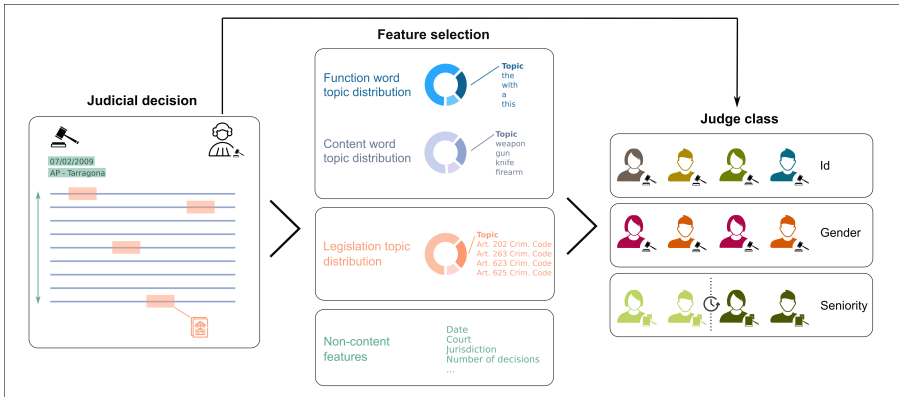 Feature selection
Judicial decision
Judge class
07/02/2009
AP - Tarragona
Function word
topic distribution
Topic
the
with
a
this
Content word
topic distribution
Topic
weapon
gun
knife
firearm
Legislation topic
distribution
Topic
Art. 202 Crim. Code
Art. 263 Crim. Code
Art. 623 Crim. Code
Art. 625 Crim. Code
Non-content
features
Date
Court
Jurisdiction
Number of decisions
...
Id
Gender
Seniority